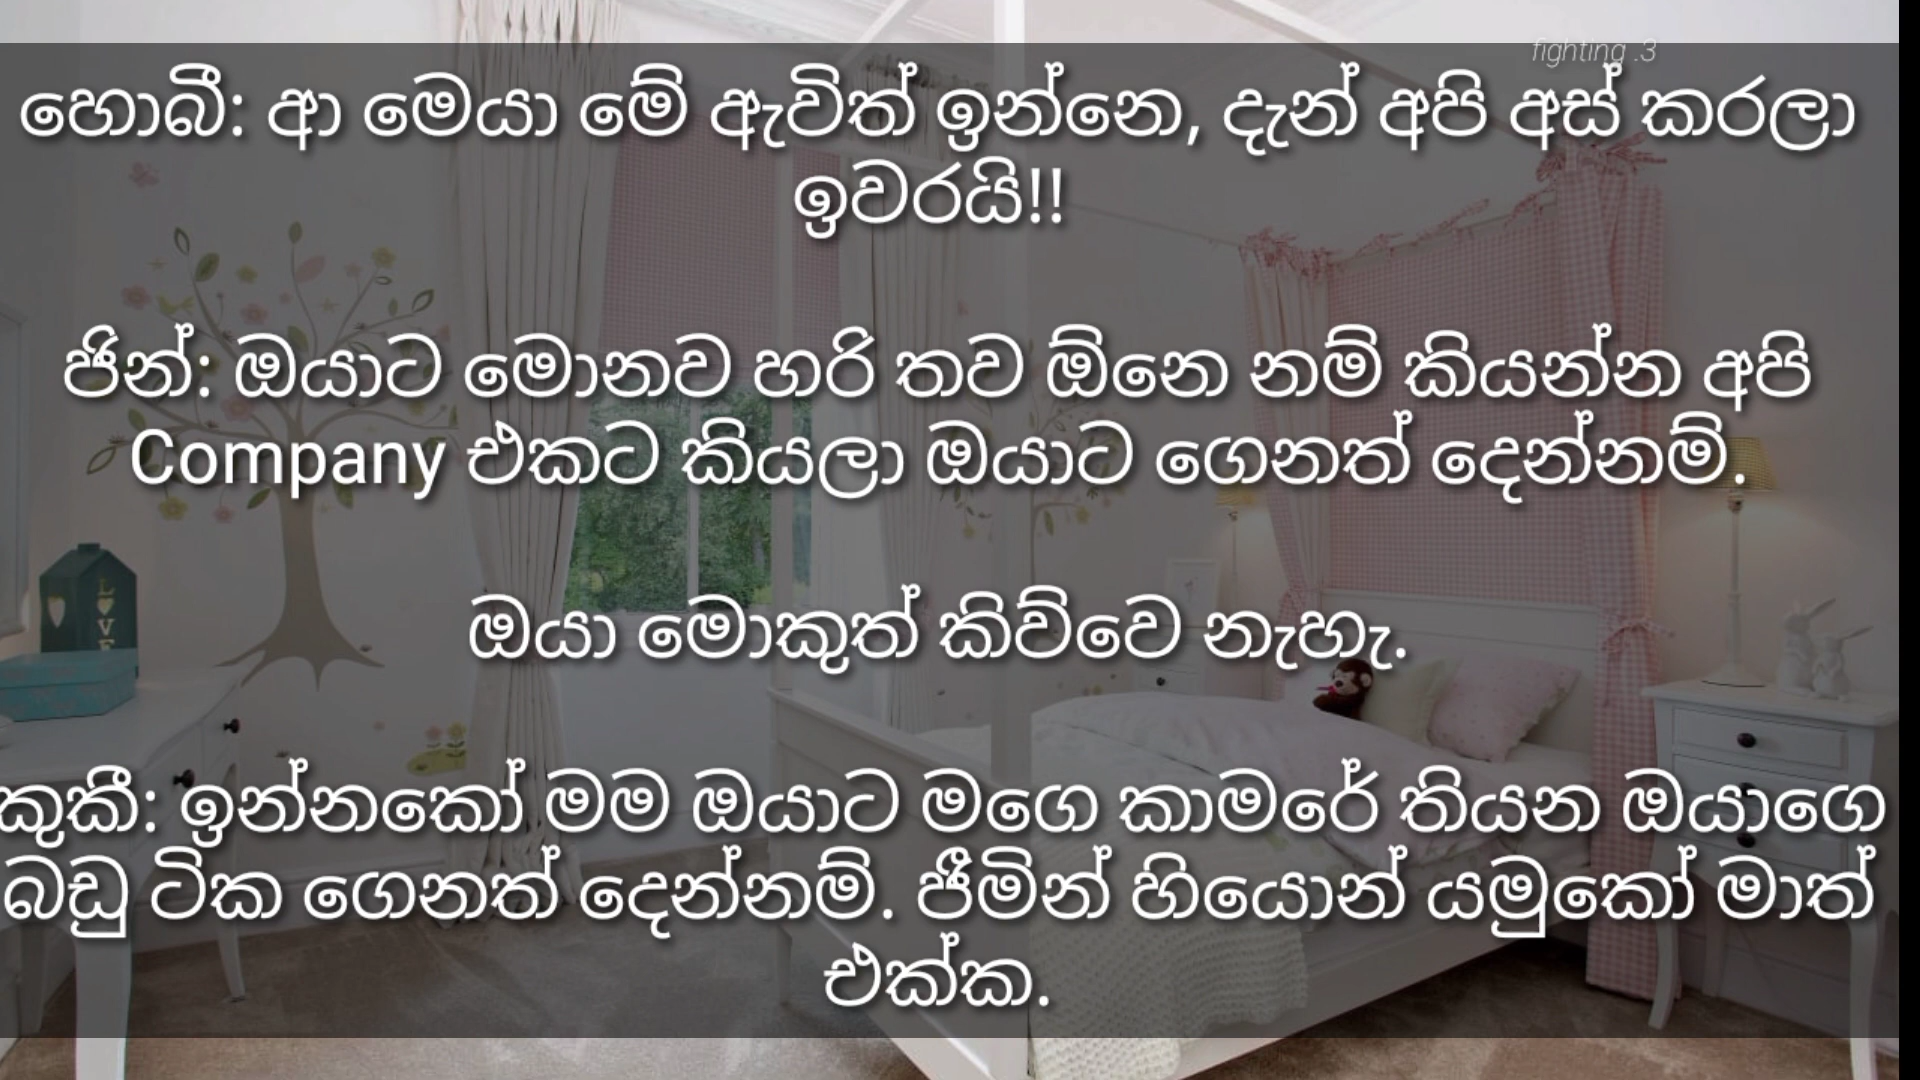 fighting .3
හොබී: ආ මෙයා මේ ඇවිත් ඉන්නෙ, දැන් අපි අස් කරලා
ඉවරයි!!
ජින්: ඔයාට මොනව හරි තව ඕනෙ නම් කියන්න අපි
Company එකට කියලා ඔයාට ගෙනත් දෙන්නම්.
ඔයා මොකුත් කිව්වෙ නැහැ.
කුකී: ඉන්නකෝ මම ඔයාට මගෙ කාමරේ තියන ඔයාගෙ
බඩු ටික ගෙනත් දෙන්නම්. ජීමින් හියොන් යමුකෝ මාත්
එක්ක.
LOVE